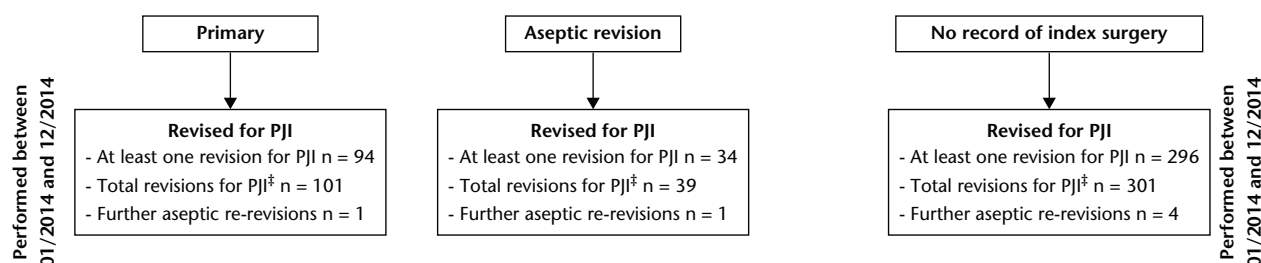 Primary
Aseptic revision
No record of index surgery
Performed between
01/2014 and 12/2014
Revised for PJI
- At least one revision for PJI n = 94
- Total revisions for PJI‡ n = 101
- Further aseptic re-revisions n = 1
Revised for PJI
- At least one revision for PJI n = 34
- Total revisions for PJI‡ n = 39
- Further aseptic re-revisions n = 1
Revised for PJI
- At least one revision for PJI n = 296
- Total revisions for PJI‡ n = 301
- Further aseptic re-revisions n = 4
Performed between
01/2014 and 12/2014